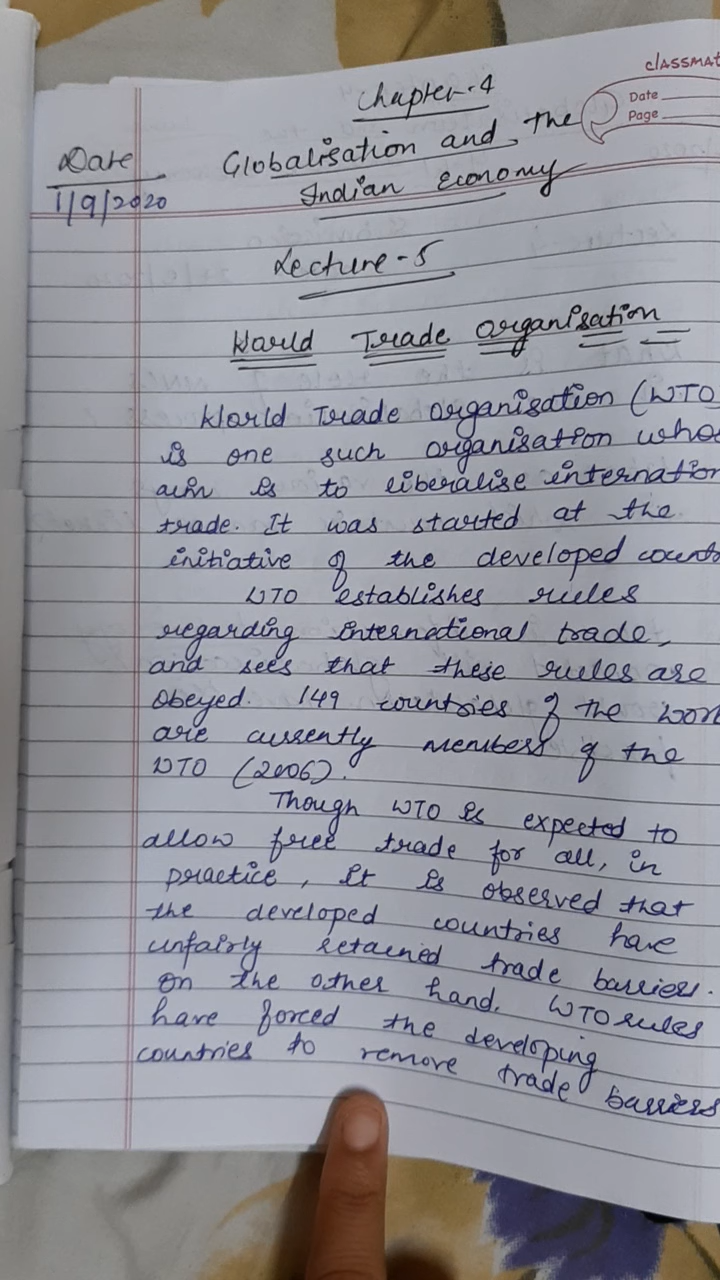 classmat
Date
Page
Chapter-4
Globalisation and The
Indian Economy
Date
1/9/2020
Lecture-5
World Trade Organisation
World Trade Organisation (WTO
is one such organisation who
aim is to liberalise internation
trade. It was started at the
initiative of the developed count
WTO establishes rules
regarding international trade,
and sees that these rules are
obeyed. 149 countries of the wor
are currently members of the
WTO (2006).
Though WTO is expected to
allow free trade for all, in
practice, it is observed that
the developed countries have
unfairly retained trade barriers.
on the other hand, WTO rules
have forced the developing
countries to remove trade barriers